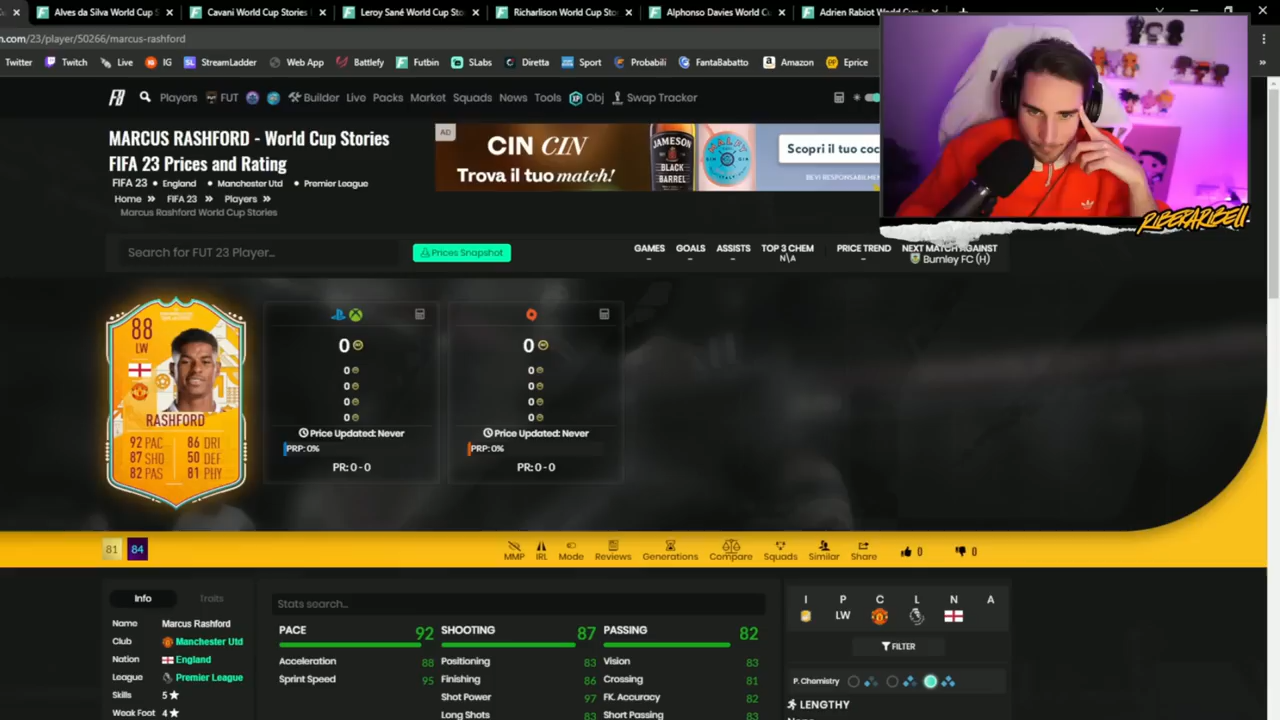 Alves da Silva World Cup S
Cavani World Cup Stories
Leroy Sané World Cup Sto
Richarlison World Cup Sto
Alphonso Davies World Cu
Adrien Rabiot World Cup
m.com/23/player/50266/marcus-rashford
Twitter Twitch Live IG StreamLadder Web App Battlefy Futbin SLabs Diretta Sport Probabili FantaBabatto Amazon Eprice
Players FUT Builder Live Packs Market Squads News Tools Obj Swap Tracker
MARCUS RASHFORD - World Cup Stories
FIFA 23 Prices and Rating
FIFA 23 England Manchester Utd Premier League
Home FIFA 23 Players
Marcus Rashford World Cup Stories
AD
CIN CIN
Trova il tuo match!
JAMESON
BLACK
BARREL
MALFY
Scopri il tuo coc
BEVI RESPONSABILM
RIBERARIBELL
Search for FUT 23 Player...
Prices Snapshot
GAMES GOALS ASSISTS TOP 3 CHEM PRICE TREND NEXT MATCH AGAINST
- - - N\A - Burnley FC (H)
88
LW
RASHFORD
92 PAC 86 DRI
87 SHO 50 DEF
82 PAS 81 PHY
0
0
0
0
0
Price Updated: Never
PRP: 0%
PR: 0 - 0
0
0
0
0
0
Price Updated: Never
PRP: 0%
PR: 0 - 0
81 84
MMP IRL Mode Reviews Generations Compare Squads Similar Share 0 0
Info Traits
Name Marcus Rashford
Club Manchester Utd
Nation England
League Premier League
Skills 5
Weak Foot 4
Stats search...
PACE 92
Acceleration 88
Sprint Speed 95
SHOOTING 87
Positioning 83
Finishing 86
Shot Power 97
Long Shots 83
PASSING 82
Vision 83
Crossing 81
FK. Accuracy 82
Short Passing 85
I P C L N A
LW
FILTER
P. Chemistry
LENGTHY